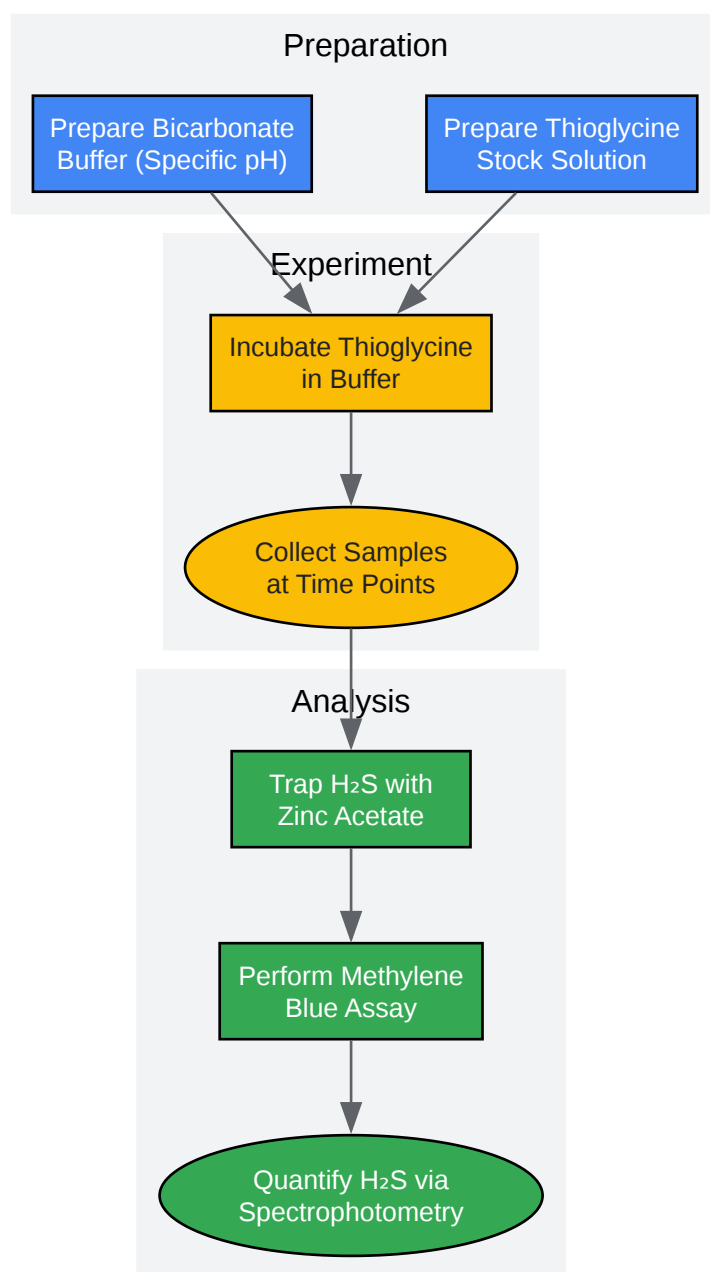 Preparation
Prepare Bicarbonate
Buffer (Specific pH)
Prepare Thioglycine
Stock Solution
Experiment
Incubate Thioglycine
in Buffer
Collect Samples
at Time Points
Analysis
Trap H₂S with
Zinc Acetate
Perform Methylene
Blue Assay
Quantify H₂S via
Spectrophotometry